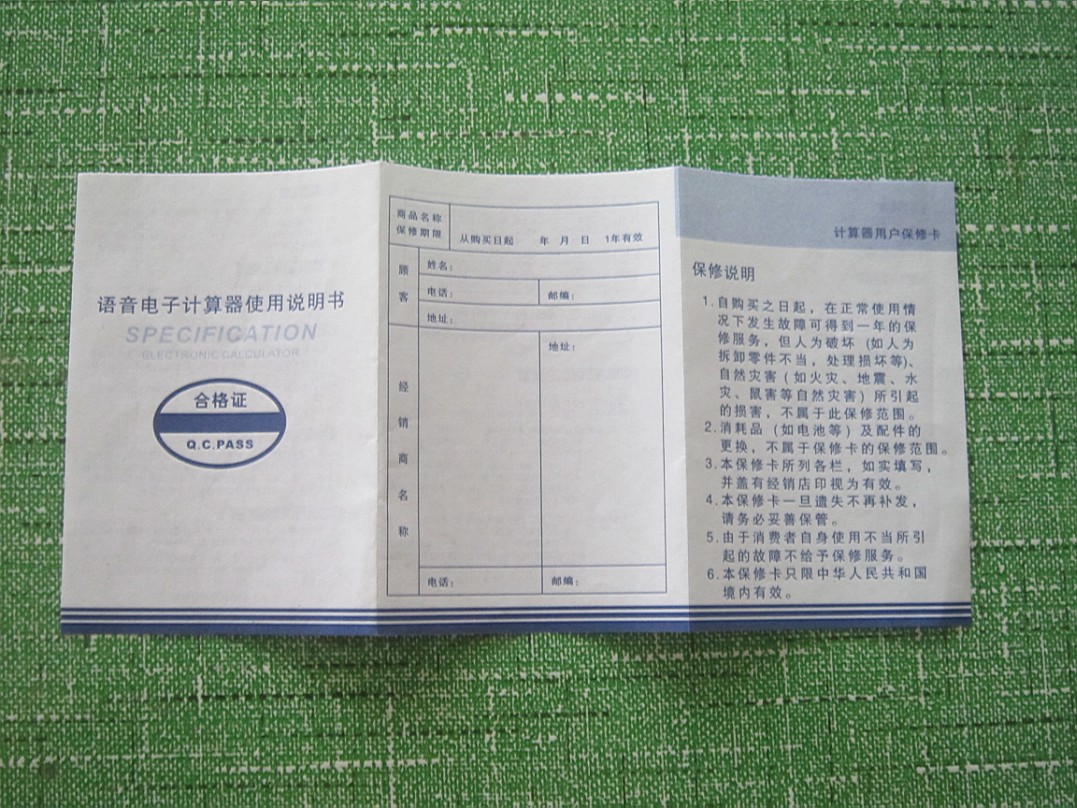 语音电子计算器使用说明书
SPECIFICATION
ELECTRONIC CALCULATOR
合格证
Q.C.PASS
商品名称
保修期限
从购买日起 年 月 日 1年有效
顾客
姓名：
电话：
邮编：
地址：
经销商名称
地址：
电话：
邮编：
计算器用户保修卡
保修说明
1.自购买之日起，在正常使用情
况下发生故障可得到一年的保
修服务，但人为破坏（如人为
拆卸零件不当，处理损坏等）、
自然灾害（如火灾、地震、水
灾、鼠害等自然灾害）所引起
的损害，不属于此保修范围。
2.消耗品（如电池等）及配件的
更换，不属于保修卡的保修范围。
3.本保修卡所列各栏，如实填写，
并盖有经销店印视为有效。
4.本保修卡一旦遗失不再补发，
请务必妥善保管。
5.由于消费者自身使用不当所引
起的故障不给予保修服务。
6.本保修卡只限中华人民共和国
境内有效。